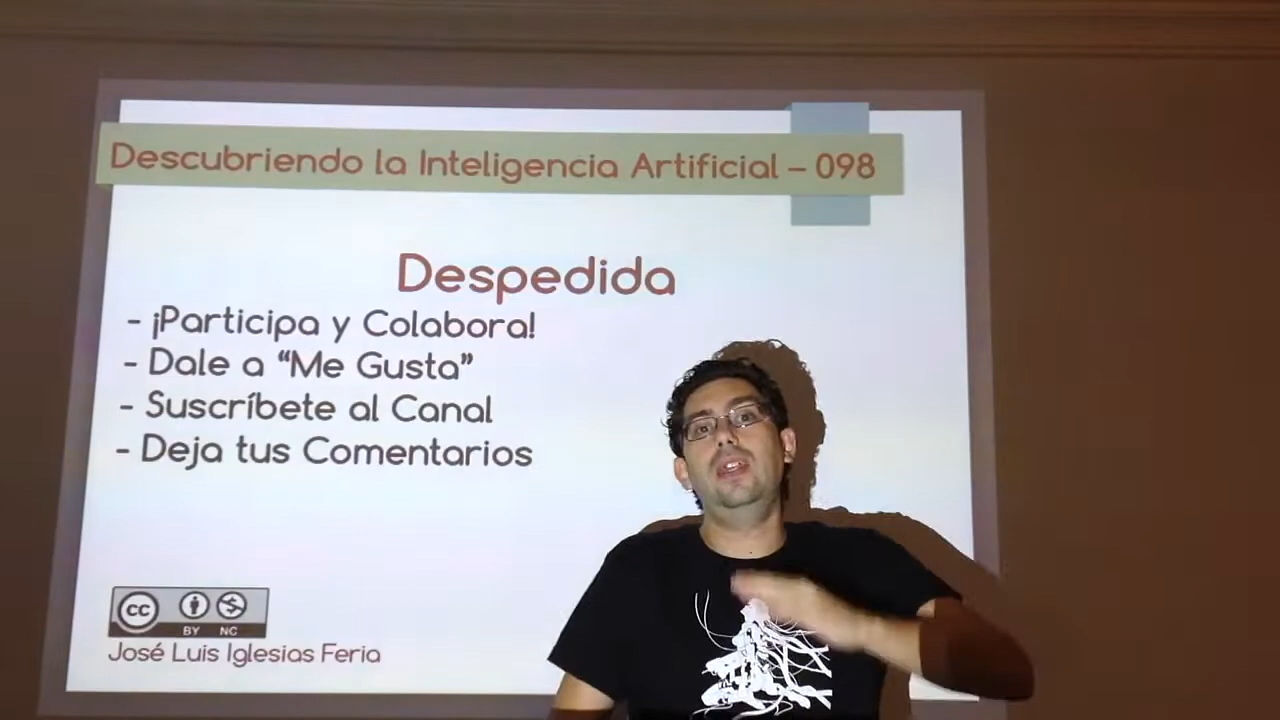 Descubriendo la Inteligencia Artificial – 098
Despedida
- ¡Participa y Colabora!
- Dale a “Me Gusta”
- Suscríbete al Canal
- Deja tus Comentarios
cc
BY NC
José Luis Iglesias Feria